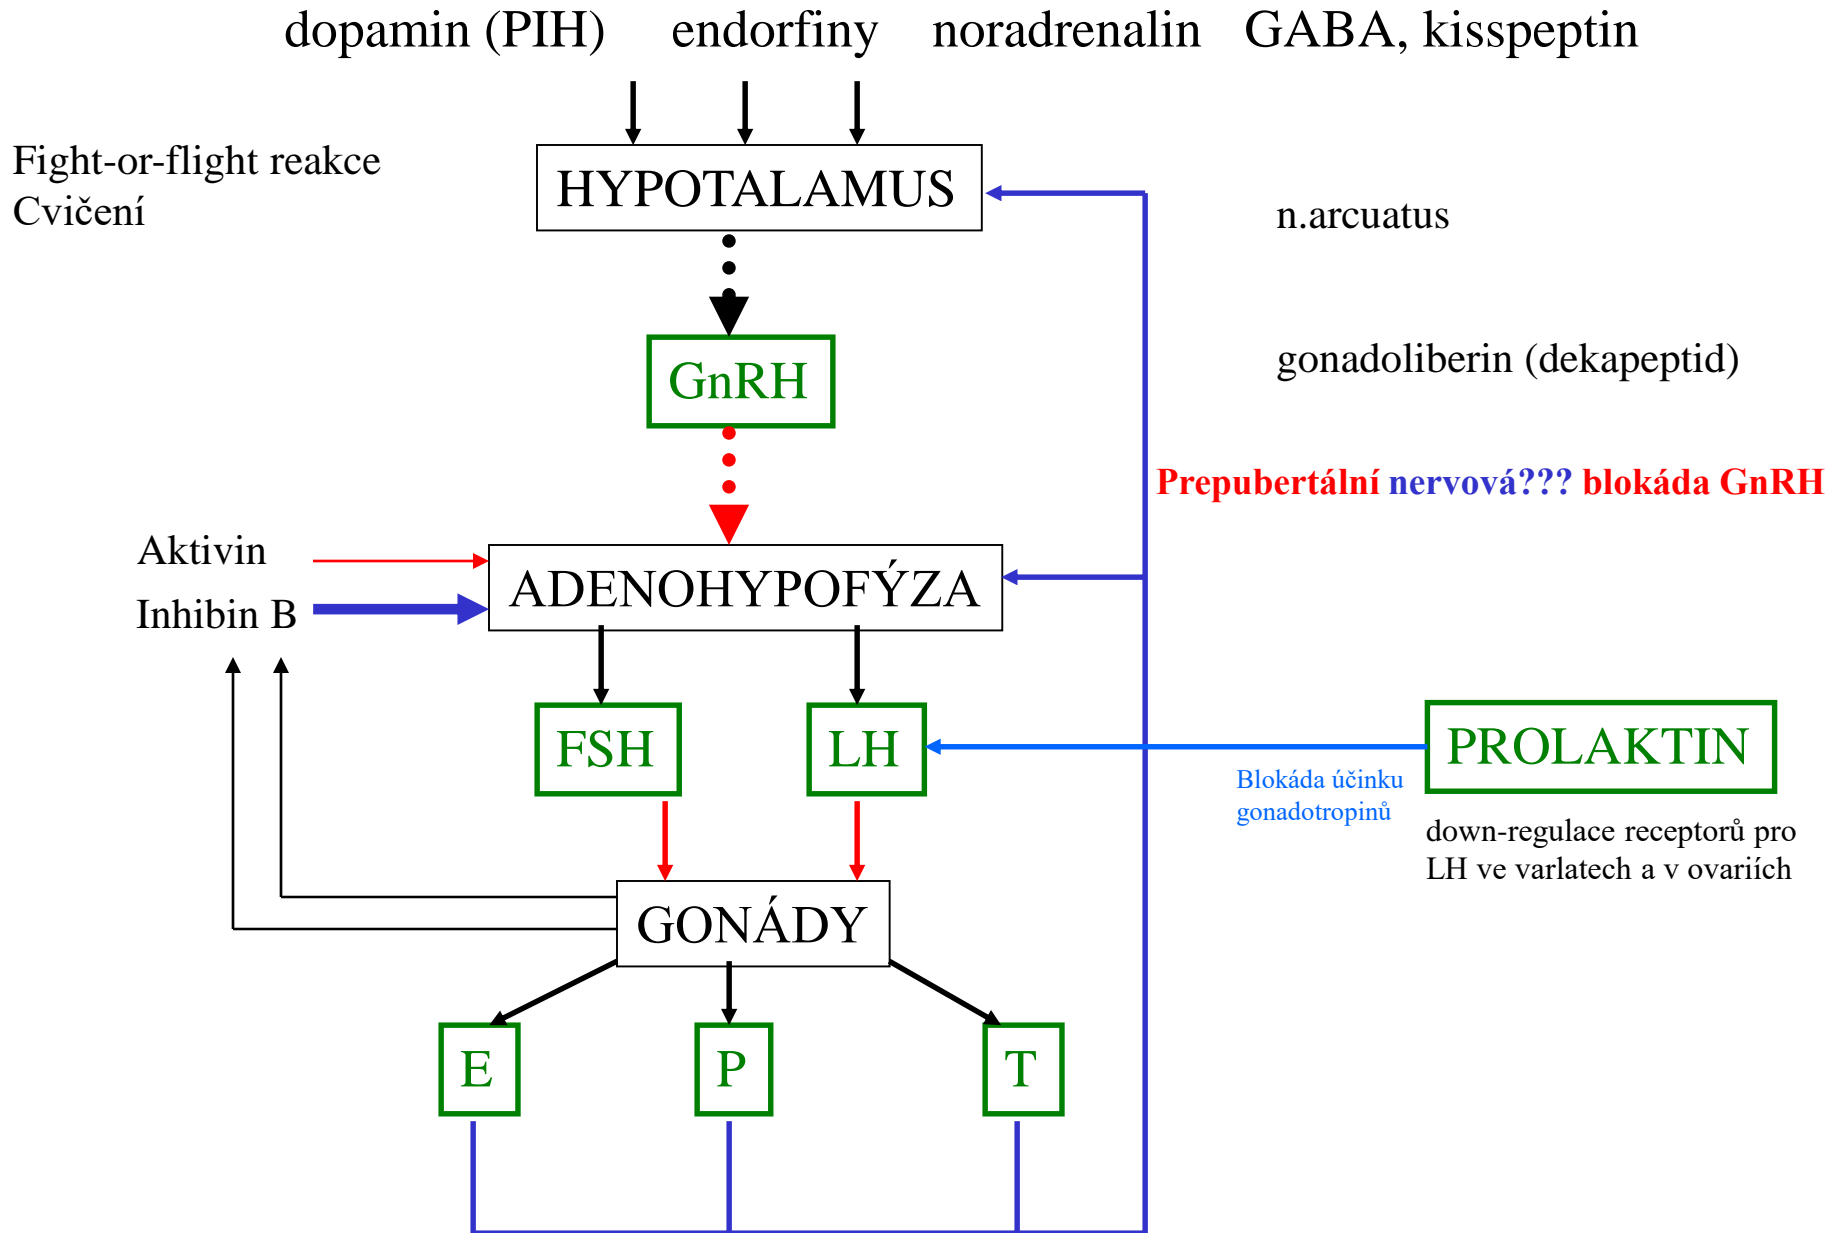 dopamin (PIH) endorfiny noradrenalin GABA, kisspeptin
Fight-or-flight reakce
Cvičení
HYPOTALAMUS
n.arcuatus
GnRH
gonadoliberin (dekapeptid)
Prepubertální nervová??? blokáda GnRH
Aktivin
Inhibin B
ADENOHYPOFÝZA
FSH
LH
PROLAKTIN
Blokáda účinku
gonadotropinů
down-regulace receptorů pro
LH ve varlatech a v ovariích
GONÁDY
E
P
T